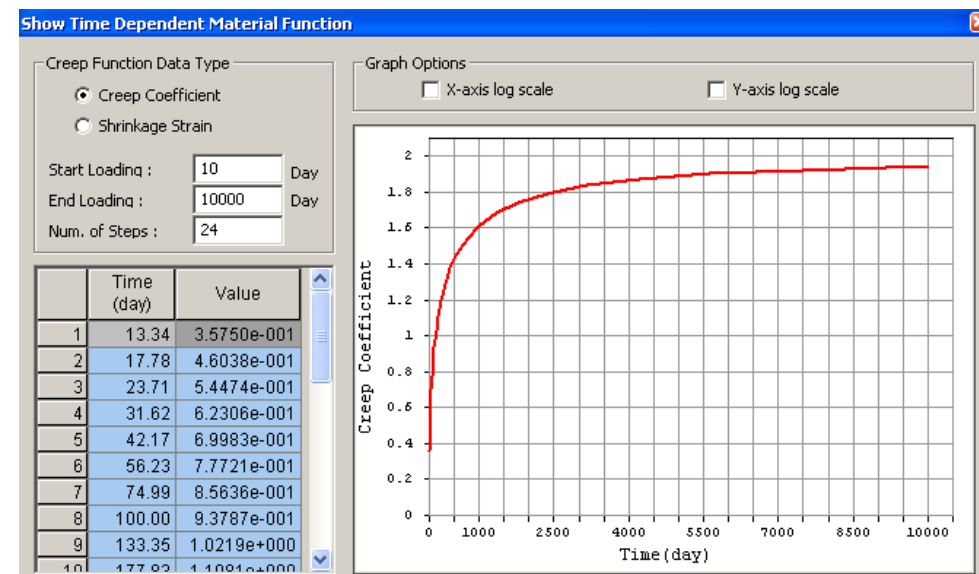 Show Time Dependent Material Function
Creep Function Data Type
Creep Coefficient
Shrinkage Strain
Start Loading : 10 Day
End Loading : 10000 Day
Num. of Steps : 24
Time (day) Value
1 13.34 3.5750e-001
2 17.78 4.6038e-001
3 23.71 5.4474e-001
4 31.62 6.2306e-001
5 42.17 6.9983e-001
6 56.23 7.7721e-001
7 74.99 8.5636e-001
8 100.00 9.3787e-001
9 133.35 1.0219e+000
10 177.83 1.1081e+000
Graph Options
X-axis log scale Y-axis log scale
2
1.8
1.6
1.4
1.2
1
0.8
0.6
0.4
0.2
0
Creep Coefficient
0 1000 2500 4000 5500 7000 8500 10000
Time(day)